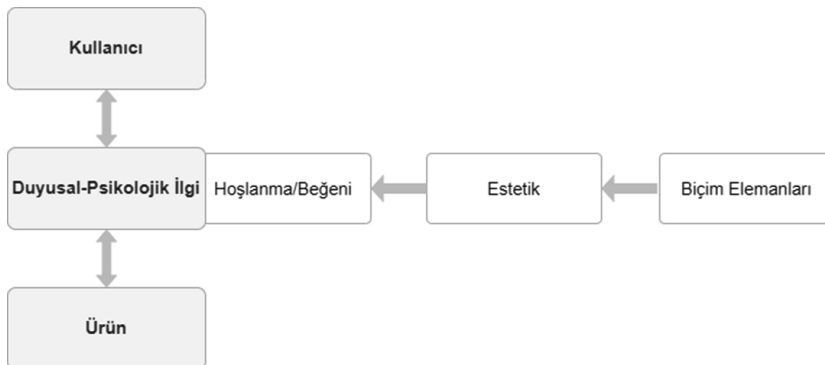 Kullanıcı
Duyusal-Psikolojik İlgi
Hoşlanma/Beğeni
Estetik
Biçim Elemanları
Ürün